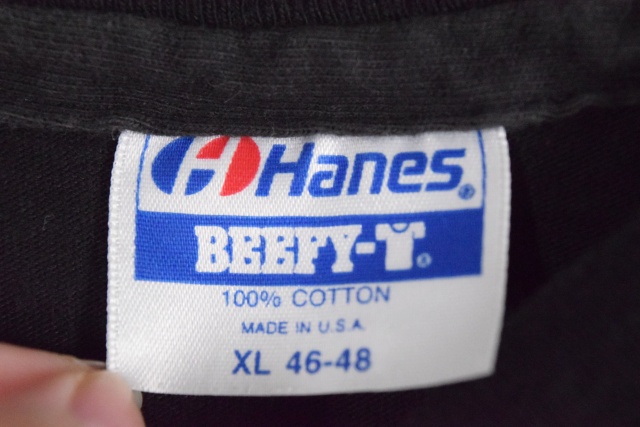 Hanes®
BEEFY-T®
100% COTTON
MADE IN U.S.A.
XL 46-48